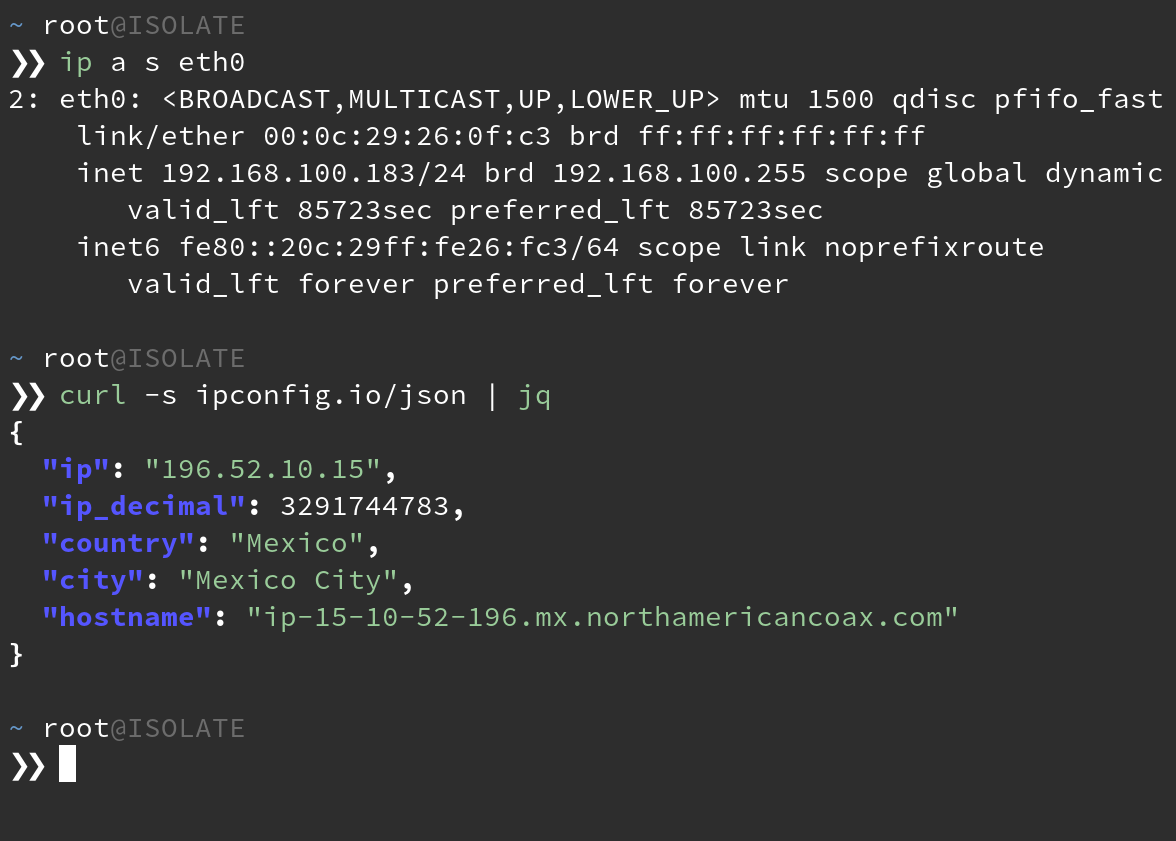 ~ root@ISOLATE
❯❯ ip a s eth0
2: eth0: <BROADCAST,MULTICAST,UP,LOWER_UP> mtu 1500 qdisc pfifo_fast
    link/ether 00:0c:29:26:0f:c3 brd ff:ff:ff:ff:ff:ff
    inet 192.168.100.183/24 brd 192.168.100.255 scope global dynamic
       valid_lft 85723sec preferred_lft 85723sec
    inet6 fe80::20c:29ff:fe26:fc3/64 scope link noprefixroute
       valid_lft forever preferred_lft forever

~ root@ISOLATE
❯❯ curl -s ipconfig.io/json | jq
{
  "ip": "196.52.10.15",
  "ip_decimal": 3291744783,
  "country": "Mexico",
  "city": "Mexico City",
  "hostname": "ip-15-10-52-196.mx.northamericancoax.com"
}

~ root@ISOLATE
❯❯